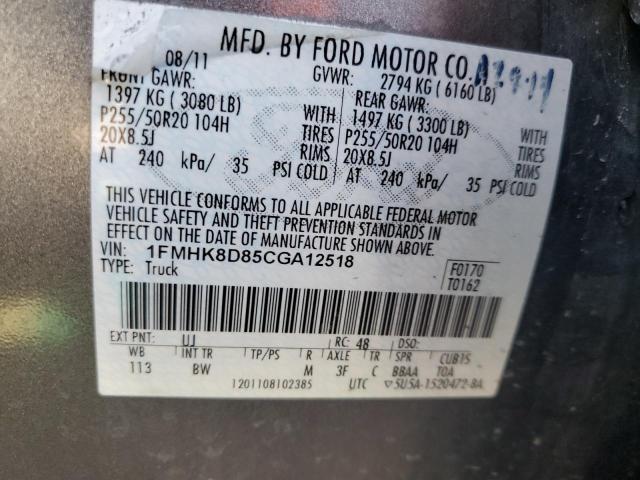 MFD. BY FORD MOTOR CO.
08/11 GVWR: 2794 KG ( 6160 LB)
FRONT GAWR: REAR GAWR:
1397 KG ( 3080 LB) WITH 1497 KG ( 3300 LB) WITH
P255/50R20 104H TIRES P255/50R20 104H TIRES
20X8.5J RIMS 20X8.5J RIMS
AT 240 kPa/ 35 PSI COLD AT 240 kPa/ 35 PSI COLD
THIS VEHICLE CONFORMS TO ALL APPLICABLE FEDERAL MOTOR
VEHICLE SAFETY AND THEFT PREVENTION STANDARDS IN
EFFECT ON THE DATE OF MANUFACTURE SHOWN ABOVE.
VIN: 1FMHK8D85CGA12518
TYPE: Truck F0170
T0162
EXT PNT: UJ RC: 48 DSO:
WB INT TR TP/PS R AXLE TR SPR CUBTS
113 BW M 3F C BBAA TOA
1201108102385 UTC ▽5U5A-1520472-BA